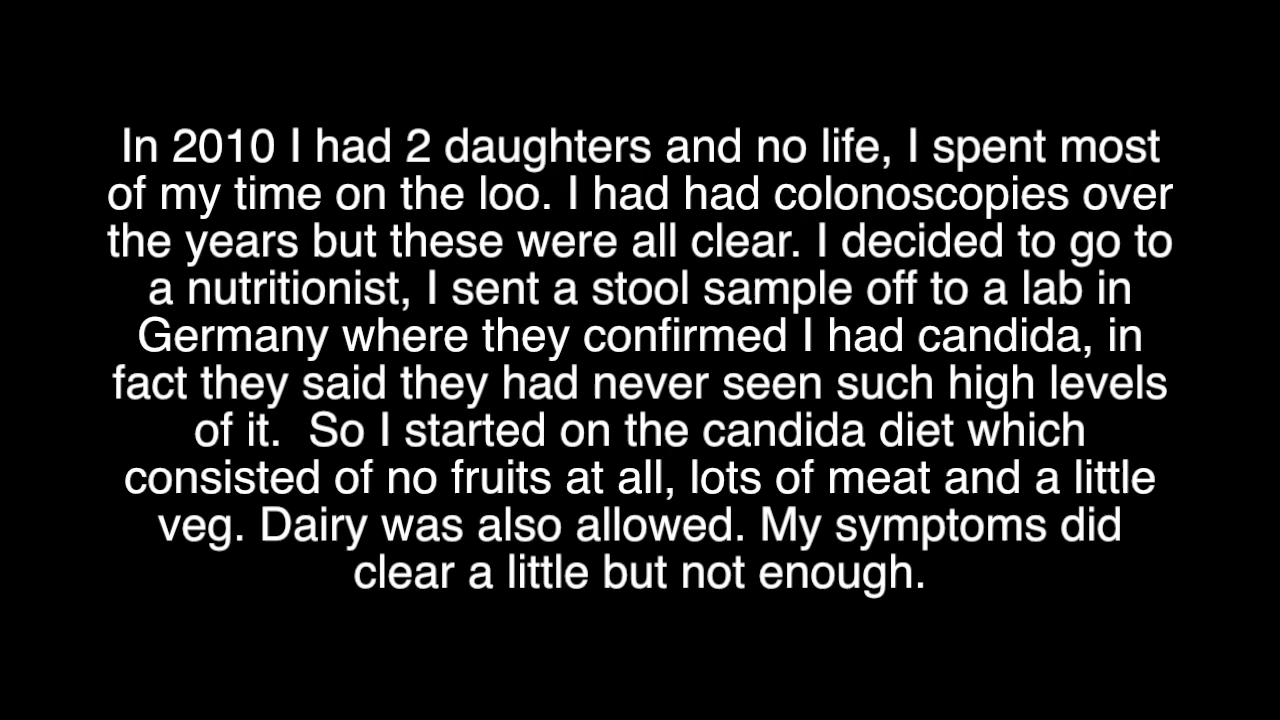 In 2010 I had 2 daughters and no life, I spent most
of my time on the loo. I had had colonoscopies over
the years but these were all clear. I decided to go to
a nutritionist, I sent a stool sample off to a lab in
Germany where they confirmed I had candida, in
fact they said they had never seen such high levels
of it.  So I started on the candida diet which
consisted of no fruits at all, lots of meat and a little
veg. Dairy was also allowed. My symptoms did
clear a little but not enough.